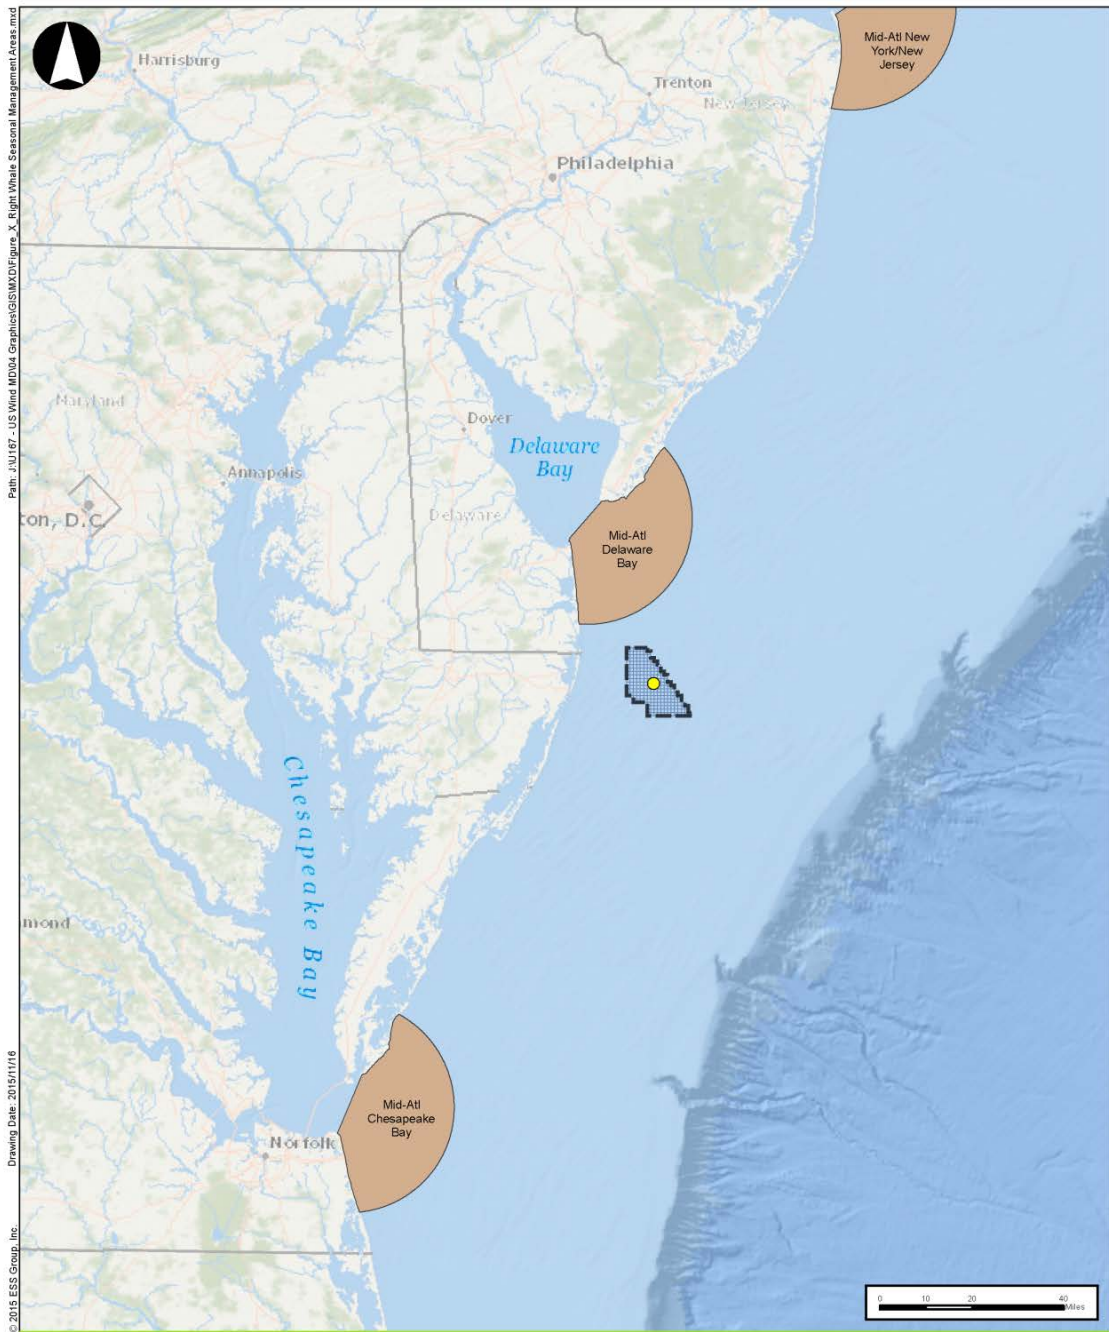 Path: J:\U167 - US Wind MD\04 Graphics\GIS\MXD\Figure_X_Right Whale Seasonal Management Areas.mxd
Mid-Atl New
York/New
Jersey
Harrisburg
Trenton
New Jersey
Philadelphia
Maryland
Dover
Delaware
Bay
Annapolis
ton, D.C.
Delaware
Mid-Atl
Delaware
Bay
Chesapeake Bay
mond
Mid-Atl
Chesapeake
Bay
Norfolk
Drawing Date: 2015/11/16
© 2015 ESS Group, Inc.
0 10 20 40
Miles